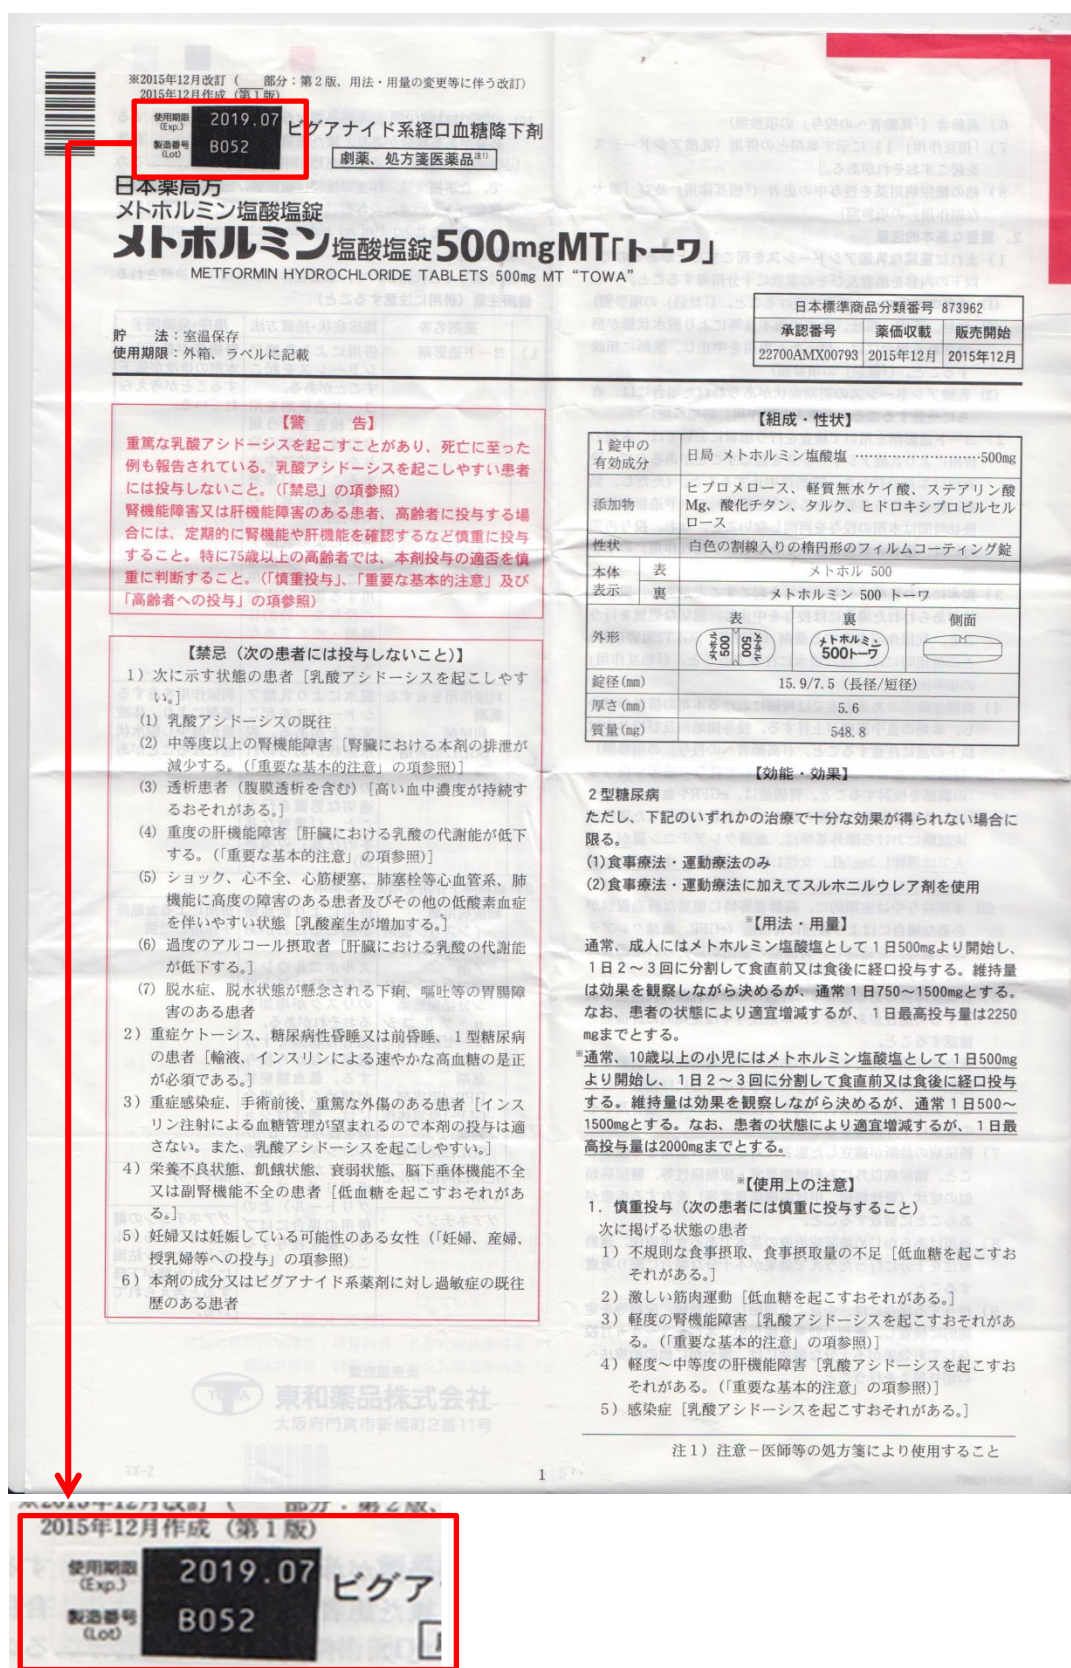 ※2015年12月改訂（　　部分：第2版、用法・用量の変更等に伴う改訂）
2015年12月作成（第1版）
使用期限
(Exp.)
2019.07
製造番号
(Lot)
B052
ビグアナイド系経口血糖降下剤
劇薬、処方箋医薬品注1)
日本薬局方
メトホルミン塩酸塩錠
メトホルミン塩酸塩錠500mgMT「トーワ」
METFORMIN HYDROCHLORIDE TABLETS 500mg MT “TOWA”
貯　　法：室温保存
使用期限：外箱、ラベルに記載
日本標準商品分類番号 873962
承認番号 薬価収載 販売開始
22700AMX00793 2015年12月 2015年12月
【警　　告】
重篤な乳酸アシドーシスを起こすことがあり、死亡に至った
例も報告されている。乳酸アシドーシスを起こしやすい患者
には投与しないこと。（「禁忌」の項参照）
腎機能障害又は肝機能障害のある患者、高齢者に投与する場
合には、定期的に腎機能や肝機能を確認するなど慎重に投与
すること。特に75歳以上の高齢者では、本剤投与の適否を慎
重に判断すること。（「慎重投与」、「重要な基本的注意」及び
「高齢者への投与」の項参照）
【禁忌（次の患者には投与しないこと）】
1）次に示す状態の患者［乳酸アシドーシスを起こしやす
い。］
(1) 乳酸アシドーシスの既往
(2) 中等度以上の腎機能障害［腎臓における本剤の排泄が
減少する。（「重要な基本的注意」の項参照）］
(3) 透析患者（腹膜透析を含む）［高い血中濃度が持続す
るおそれがある。］
(4) 重度の肝機能障害［肝臓における乳酸の代謝能が低下
する。（「重要な基本的注意」の項参照）］
(5) ショック、心不全、心筋梗塞、肺塞栓等心血管系、肺
機能に高度の障害のある患者及びその他の低酸素血症
を伴いやすい状態［乳酸産生が増加する。］
(6) 過度のアルコール摂取者［肝臓における乳酸の代謝能
が低下する。］
(7) 脱水症、脱水状態が懸念される下痢、嘔吐等の胃腸障
害のある患者
2）重症ケトーシス、糖尿病性昏睡又は前昏睡、1型糖尿病
の患者［輸液、インスリンによる速やかな高血糖の是正
が必須である。］
3）重症感染症、手術前後、重篤な外傷のある患者［インス
リン注射による血糖管理が望まれるので本剤の投与は適
さない。また、乳酸アシドーシスを起こしやすい。］
4）栄養不良状態、飢餓状態、衰弱状態、脳下垂体機能不全
又は副腎機能不全の患者［低血糖を起こすおそれがあ
る。］
5）妊婦又は妊娠している可能性のある女性（「妊婦、産婦、
授乳婦等への投与」の項参照）
6）本剤の成分又はビグアナイド系薬剤に対し過敏症の既往
歴のある患者
【組成・性状】
1錠中の
有効成分
日局 メトホルミン塩酸塩 ………………………500mg
添加物
ヒプロメロース、軽質無水ケイ酸、ステアリン酸
Mg、酸化チタン、タルク、ヒドロキシプロピルセル
ロース
性状 白色の割線入りの楕円形のフィルムコーティング錠
本体
表示
表 メトホル 500
裏 メトホルミン 500 トーワ
外形
表 裏 側面
メトホル 500 500 メトホル
メトホルミン
500トーワ
錠径(mm) 15.9/7.5（長径/短径）
厚さ(mm) 5.6
質量(mg) 548.8
【効能・効果】
2型糖尿病
ただし、下記のいずれかの治療で十分な効果が得られない場合に
限る。
(1)食事療法・運動療法のみ
(2)食事療法・運動療法に加えてスルホニルウレア剤を使用
※【用法・用量】
通常、成人にはメトホルミン塩酸塩として1日500mgより開始し、
1日2～3回に分割して食直前又は食後に経口投与する。維持量
は効果を観察しながら決めるが、通常1日750～1500mgとする。
なお、患者の状態により適宜増減するが、1日最高投与量は2250
mgまでとする。
※通常、10歳以上の小児にはメトホルミン塩酸塩として1日500mg
より開始し、1日2～3回に分割して食直前又は食後に経口投与
する。維持量は効果を観察しながら決めるが、通常1日500～
1500mgとする。なお、患者の状態により適宜増減するが、1日最
高投与量は2000mgまでとする。
※【使用上の注意】
1. 慎重投与（次の患者には慎重に投与すること）
次に掲げる状態の患者
1）不規則な食事摂取、食事摂取量の不足［低血糖を起こすお
それがある。］
2）激しい筋肉運動［低血糖を起こすおそれがある。］
3）軽度の腎機能障害［乳酸アシドーシスを起こすおそれがあ
る。（「重要な基本的注意」の項参照）］
4）軽度～中等度の肝機能障害［乳酸アシドーシスを起こすお
それがある。（「重要な基本的注意」の項参照）］
5）感染症［乳酸アシドーシスを起こすおそれがある。］
注1）注意－医師等の処方箋により使用すること
1
※2015年12月改訂（　　部分：第2版、
2015年12月作成（第1版）
使用期限
(Exp.)
2019.07
製造番号
(Lot)
B052
ビグア